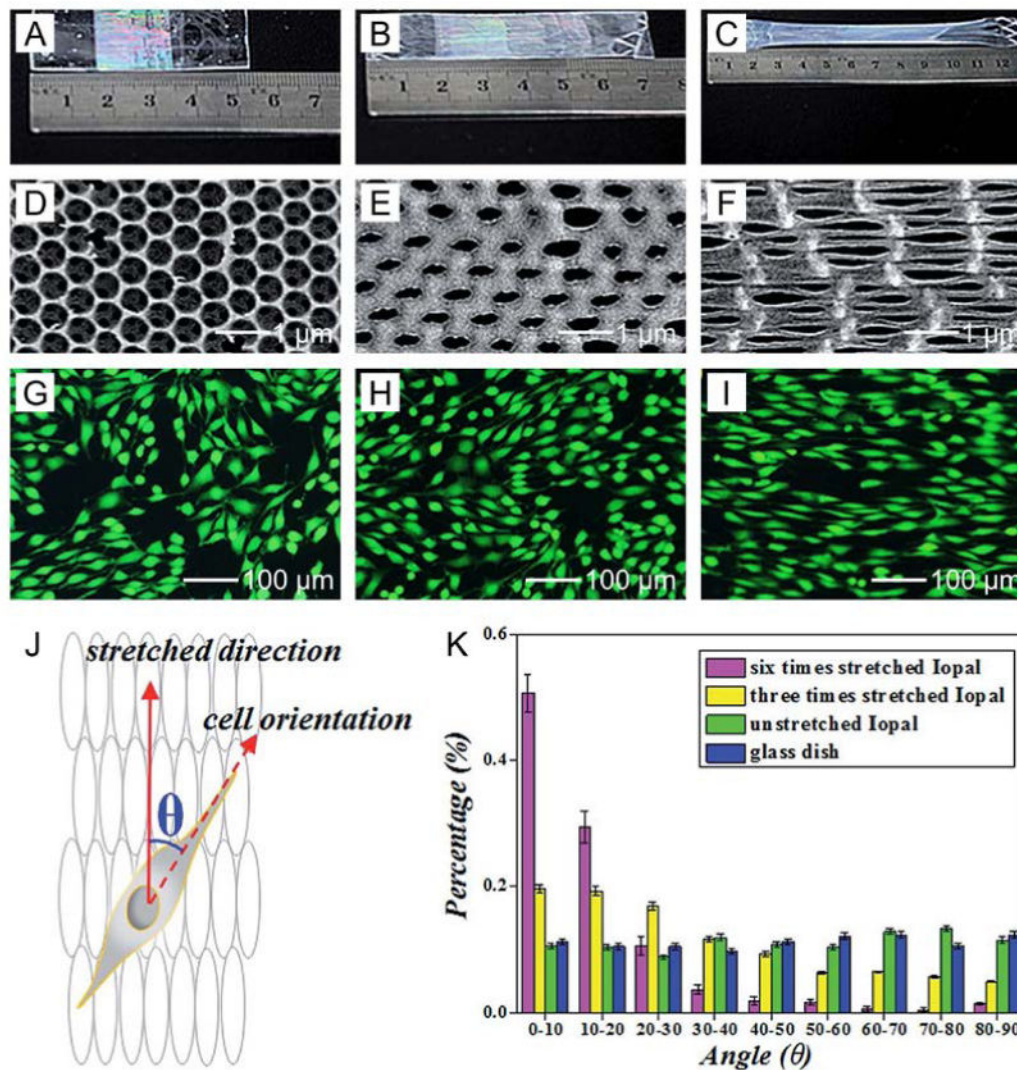 A
B
C
1 2 3 4 5 6 7
1 2 3 4 5 6 7 8
1 2 3 4 5 6 7 8 9 10 11 12
D
1 μm
E
1 μm
F
1 μm
G
100 μm
H
100 μm
I
100 μm
J
stretched direction
cell orientation
θ
K
0.6
0.4
0.2
0.0
Percentage (%)
six times stretched Iopal
three times stretched Iopal
unstretched Iopal
glass dish
0-10 10-20 20-30 30-40 40-50 50-60 60-70 70-80 80-90
Angle (θ)